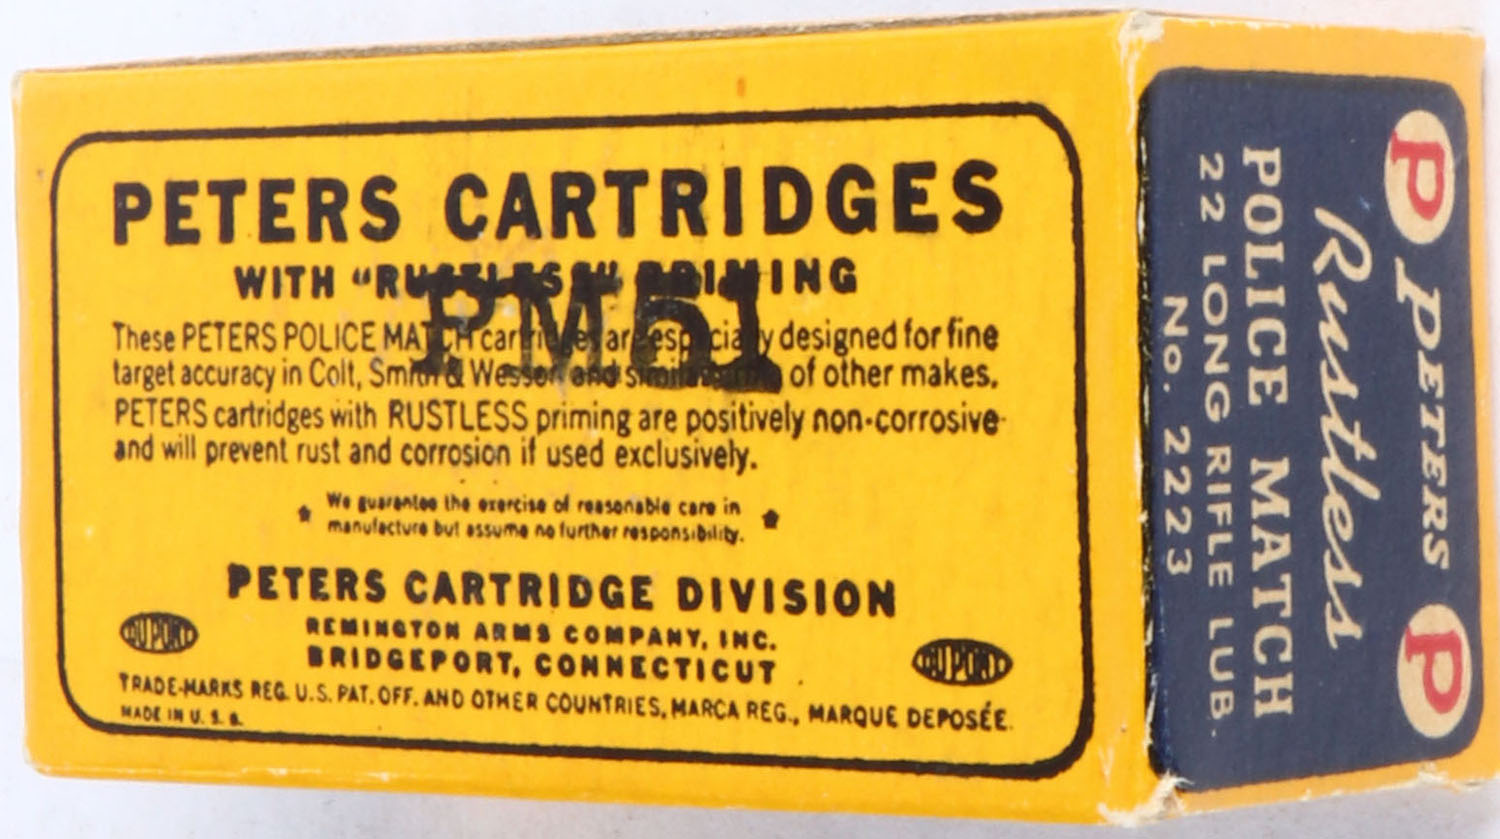 PETERS CARTRIDGES
WITH "RUSTLESS" PRIMING
PM51
These PETERS POLICE MATCH cartridges are especially designed for fine
target accuracy in Colt, Smith & Wesson and similar of other makes.
PETERS cartridges with RUSTLESS priming are positively non-corrosive
and will prevent rust and corrosion if used exclusively.
We guarantee the exercise of reasonable care in
manufacture but assume no further responsibility.
PETERS CARTRIDGE DIVISION
REMINGTON ARMS COMPANY, INC.
BRIDGEPORT, CONNECTICUT
DU PONT
DU PONT
TRADE-MARKS REG. U.S. PAT. OFF. AND OTHER COUNTRIES, MARCA REG., MARQUE DEPOSÉE.
MADE IN U. S. A.
P PETERS P
Rustless
POLICE MATCH
22 LONG RIFLE LUB.
No. 2223